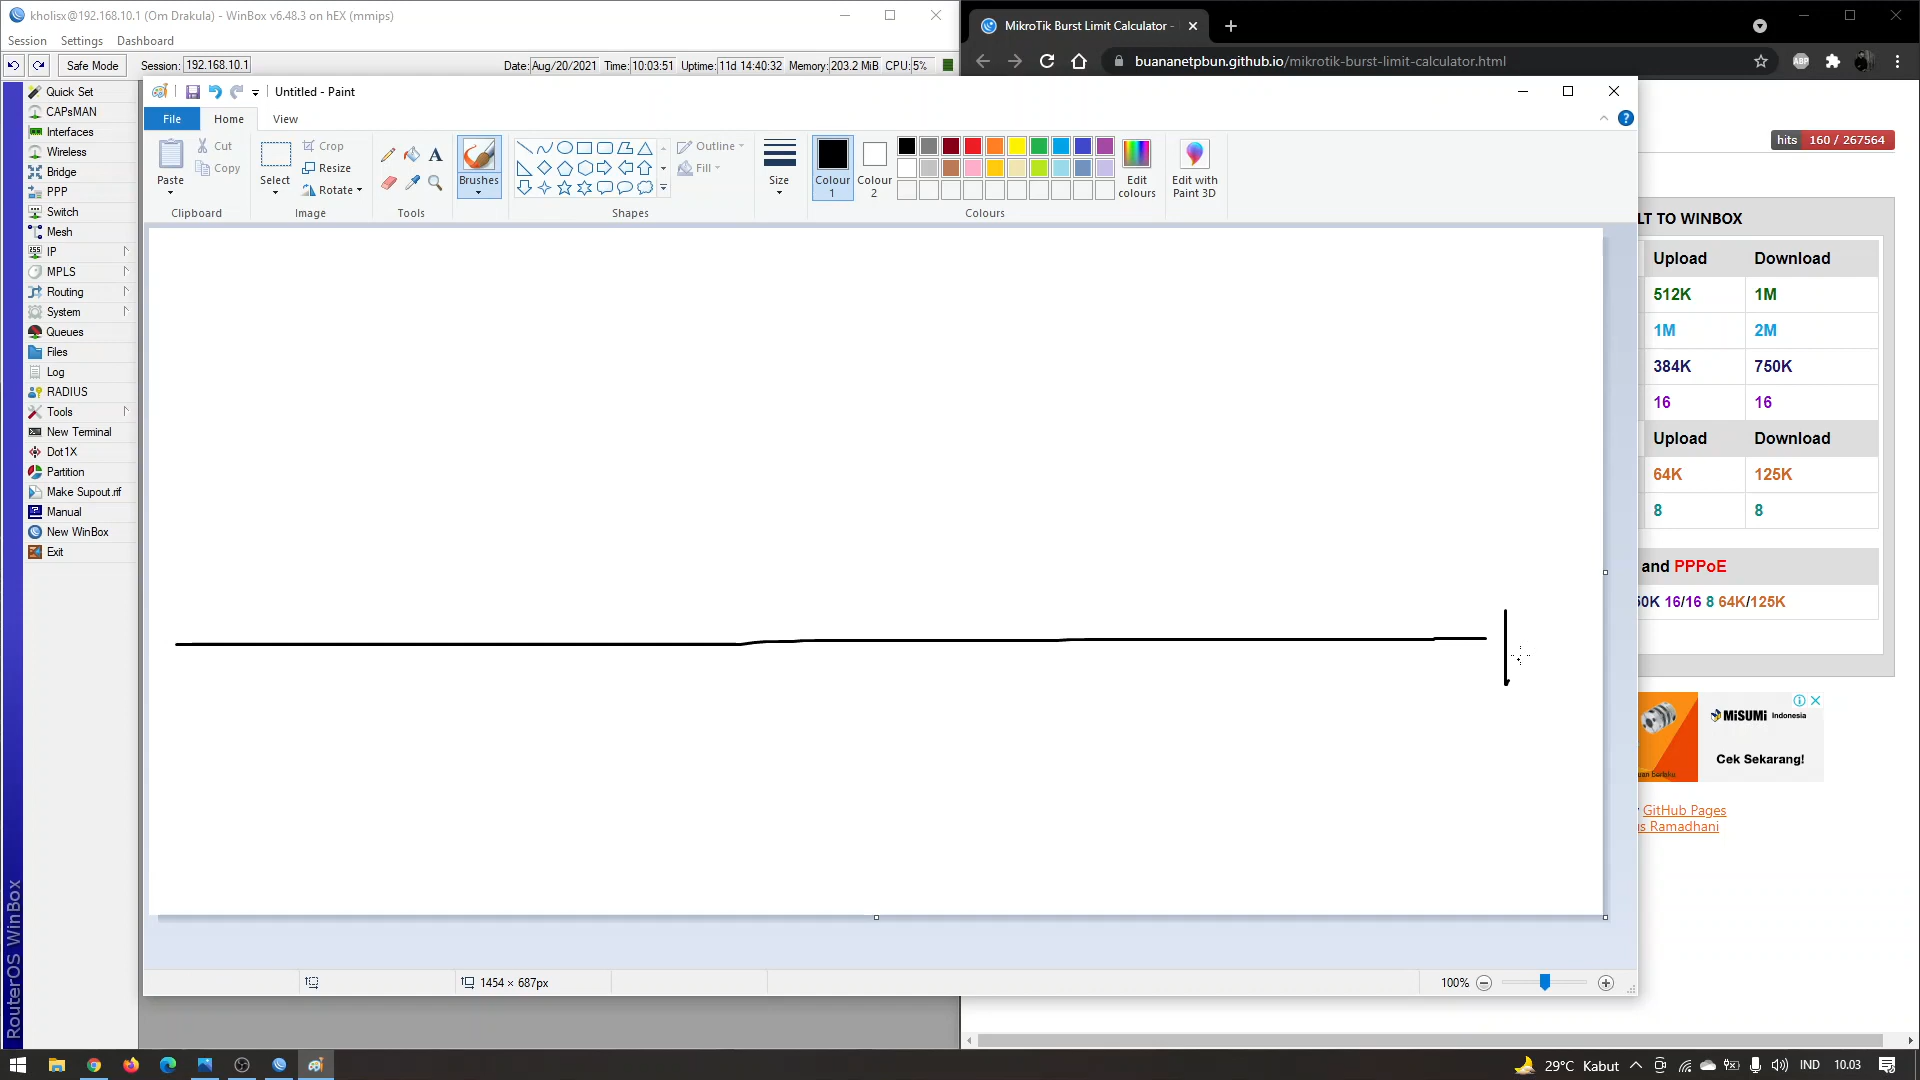 kholisx@192.168.10.1 (Om Drakula) - WinBox v6.48.3 on hEX (mmips)
Session Settings Dashboard
Safe Mode Session: 192.168.10.1 Date: Aug/20/2021 Time: 10:03:51 Uptime: 11d 14:40:32 Memory: 203.2 MiB CPU: 5%
Quick Set
CAPsMAN
Interfaces
Wireless
Bridge
PPP
Switch
Mesh
IP
MPLS
Routing
System
Queues
Files
Log
RADIUS
Tools
New Terminal
Dot1X
Partition
Make Supout.rif
Manual
New WinBox
Exit
RouterOS WinBox
Untitled - Paint
File Home View
Paste
Cut
Copy
Clipboard
Select
Crop
Resize
Rotate
Image
A
Tools
Brushes
Outline
Fill
Shapes
Size
Colour 1
Colour 2
Edit colours
Colours
Edit with Paint 3D
1454 × 687px
100%
MikroTik Burst Limit Calculator -
buananetpbun.github.io/mikrotik-burst-limit-calculator.html
ABP
hits 160 / 267564
LT TO WINBOX
Upload Download
512K 1M
1M 2M
384K 750K
16 16
Upload Download
64K 125K
8 8
and PPPoE
50K 16/16 8 64K/125K
MiSUMi Indonesia
Cek Sekarang!
GitHub Pages
s Ramadhani
29°C Kabut IND 10.03